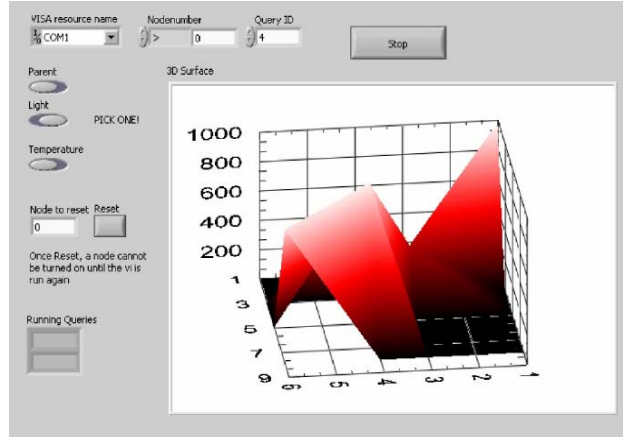 VISA resource name
Nodenumber
Query ID
COM1
>
0
4
Stop
Parent
3D Surface
Light
PICK ONE!
Temperature
Node to reset
Reset
0
Once Reset, a node cannot
be turned on until the vi is
run again
Running Queries
1000
800
600
400
200
1
3
5
7
9
6
5
4
3
2
1